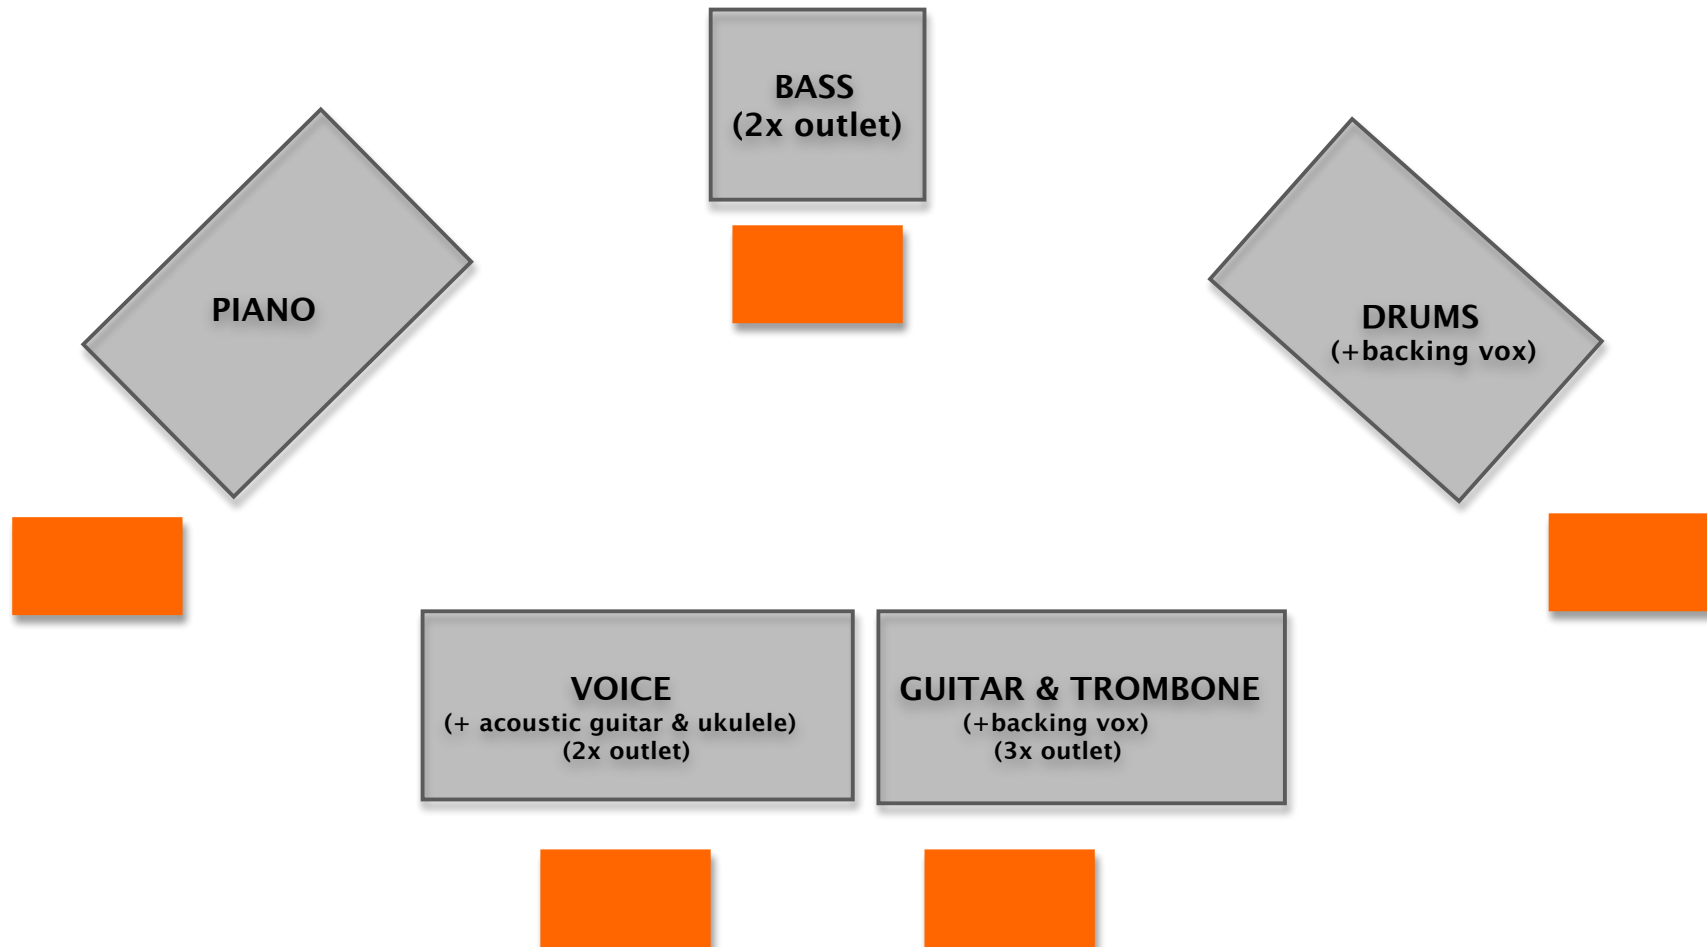 BASS
(2x outlet)
PIANO
DRUMS
(+backing vox)
VOICE
(+ acoustic guitar & ukulele)
(2x outlet)
GUITAR & TROMBONE
(+backing vox)
(3x outlet)